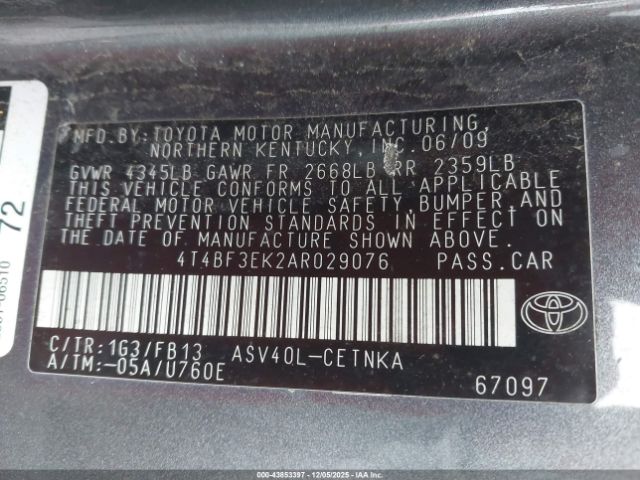 MFD.BY:TOYOTA MOTOR MANUFACTURING,
NORTHERN KENTUCKY, INC. 06/09
GVWR 4345LB GAWR FR 2668LB RR 2359LB
THIS VEHICLE CONFORMS TO ALL APPLICABLE
FEDERAL MOTOR VEHICLE SAFETY, BUMPER,AND
THEFT PREVENTION STANDARDS IN EFFECT ON
THE DATE OF MANUFACTURE SHOWN ABOVE.
4T4BF3EK2AR029076 PASS.CAR
C/TR:1G3/FB13 ASV40L-CETNKA
A/TM:-05A/U760E
67097
72
TOYOTA
IAA ON: 43853397 | 12/05/2025 | IAA Inc.